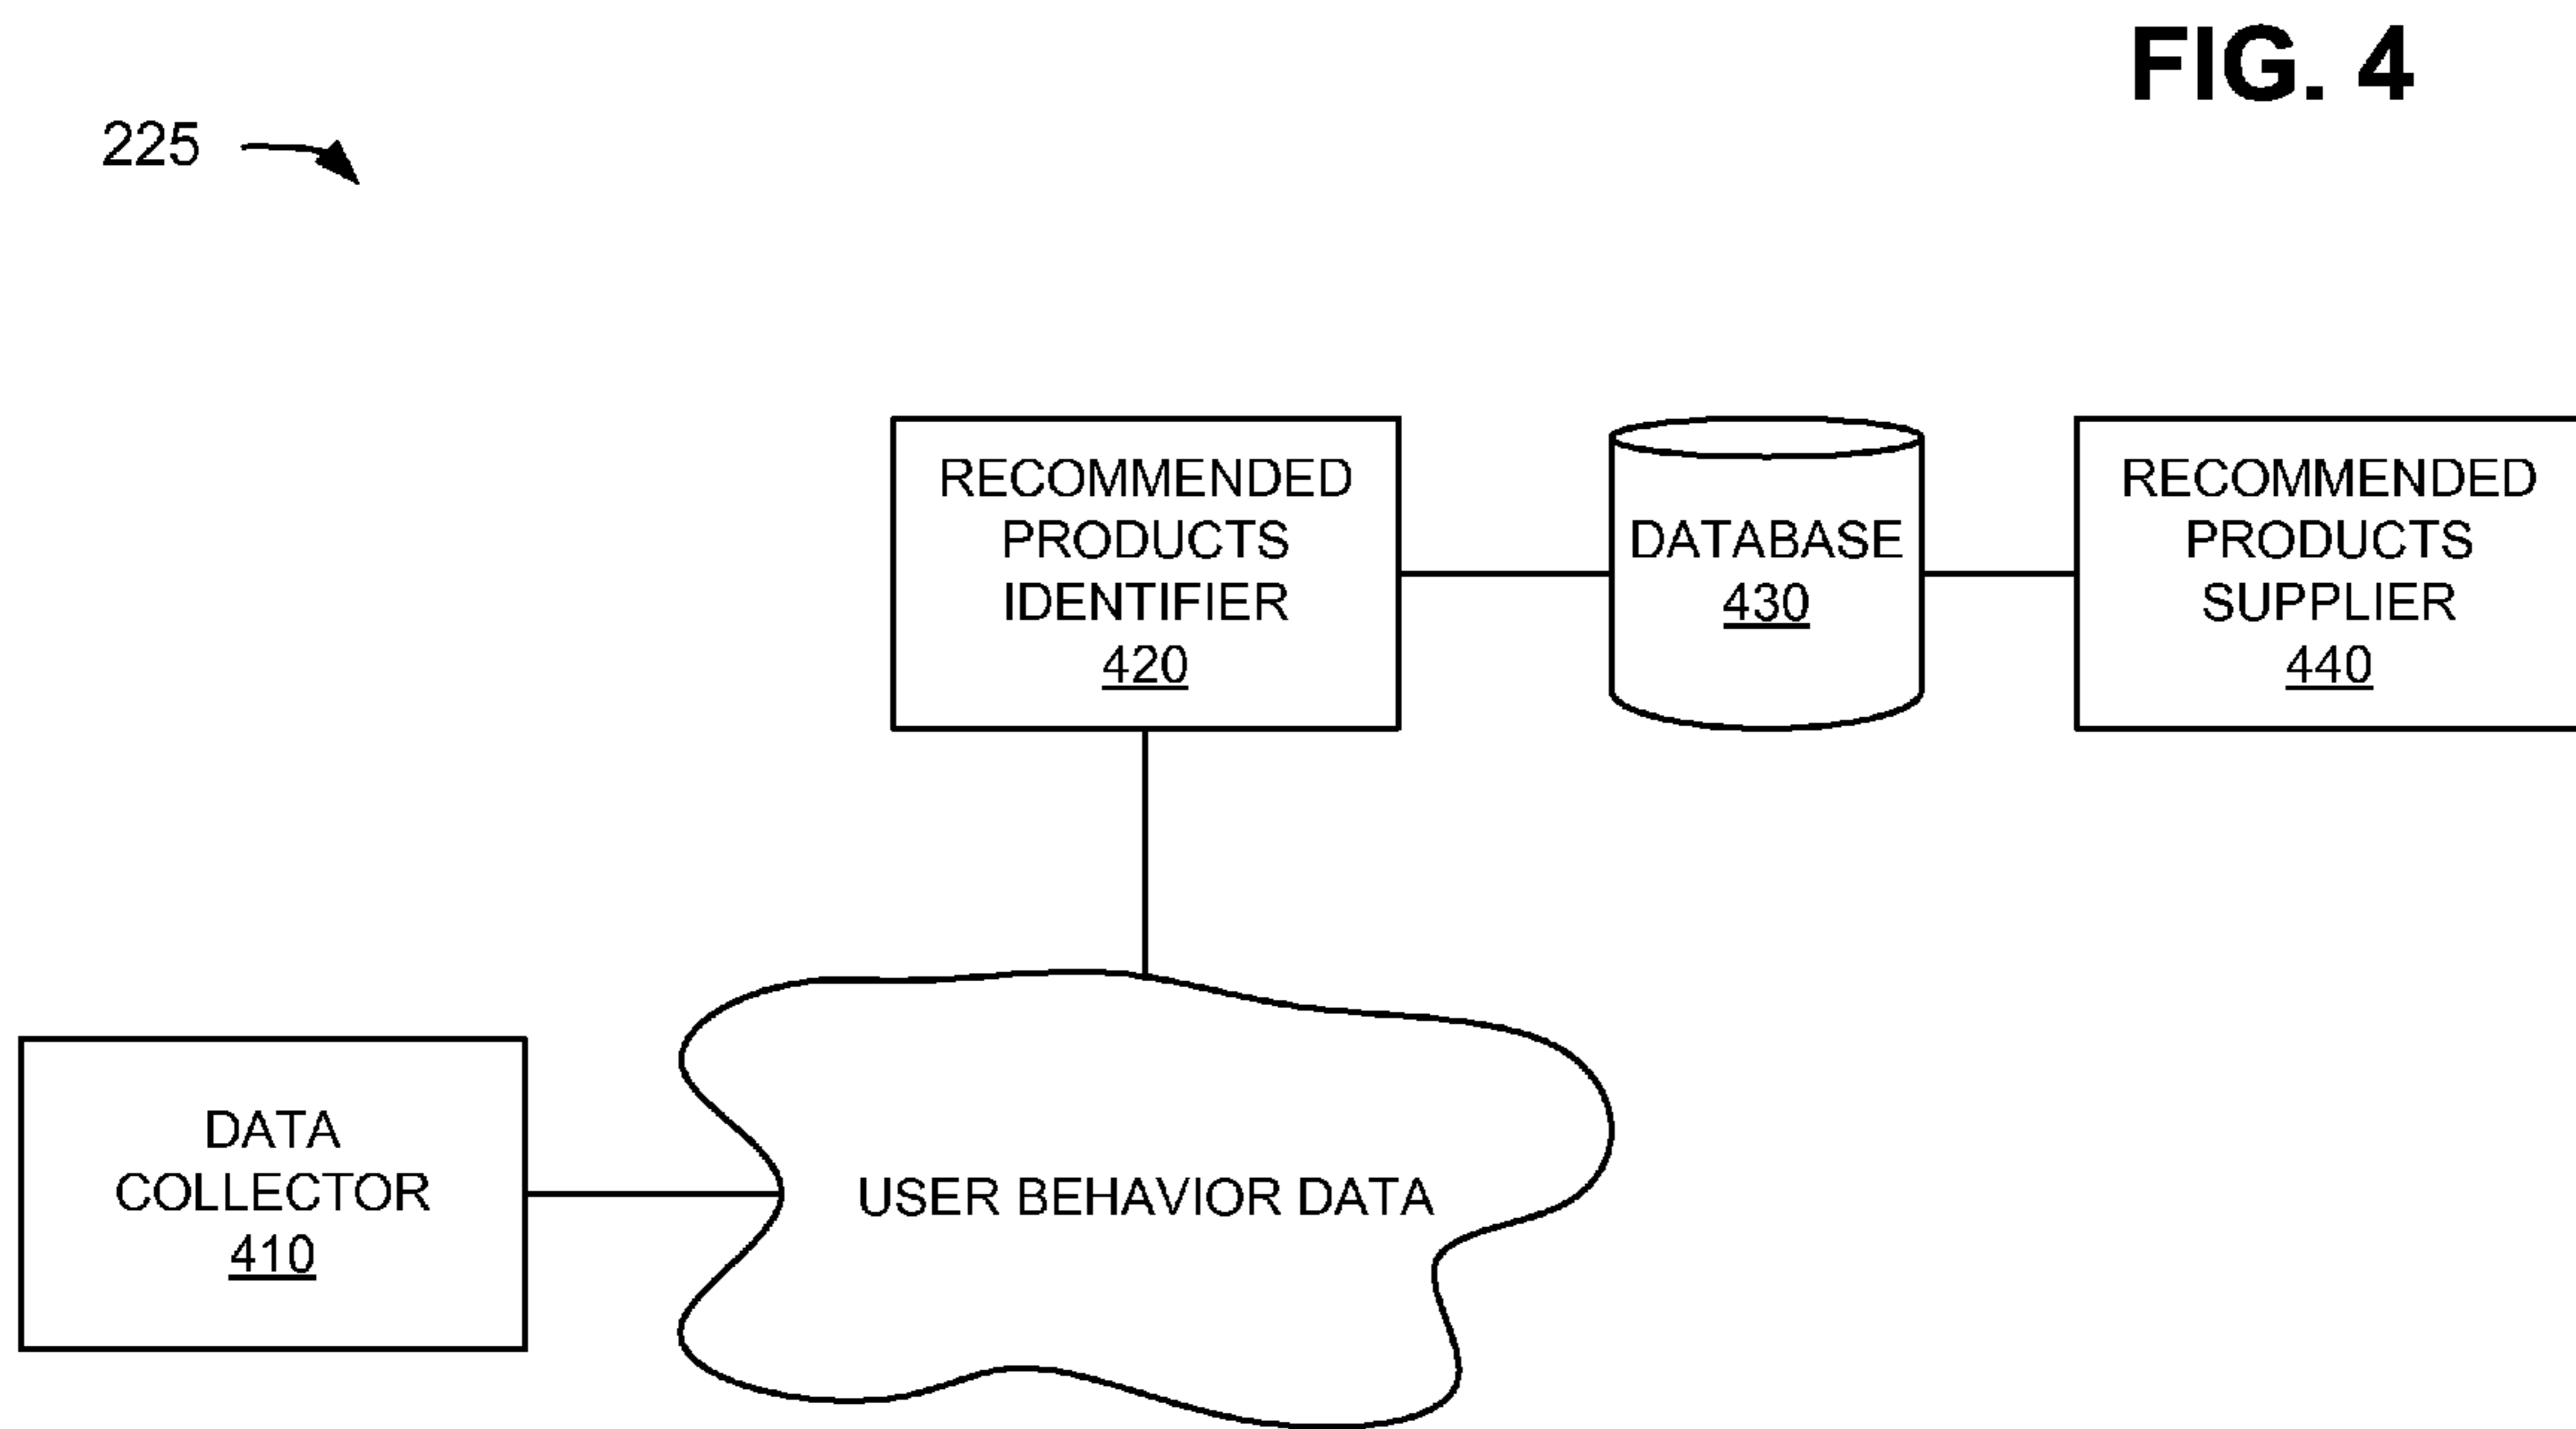 FIG. 4
225
RECOMMENDED
PRODUCTS
IDENTIFIER
420
DATABASE
430
RECOMMENDED
PRODUCTS
SUPPLIER
440
DATA
COLLECTOR
410
USER BEHAVIOR DATA